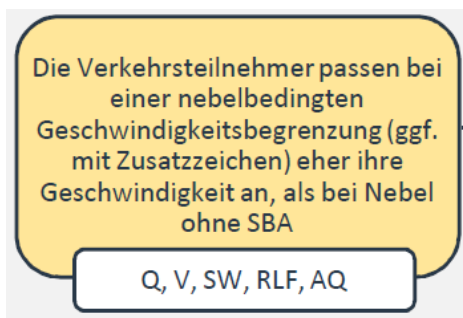 Die Verkehrsteilnehmer passen bei
einer nebelbedingten
Geschwindigkeitsbegrenzung (ggf.
mit Zusatzzeichen) eher ihre
Geschwindigkeit an, als bei Nebel
ohne SBA
Q, V, SW, RLF, AQ